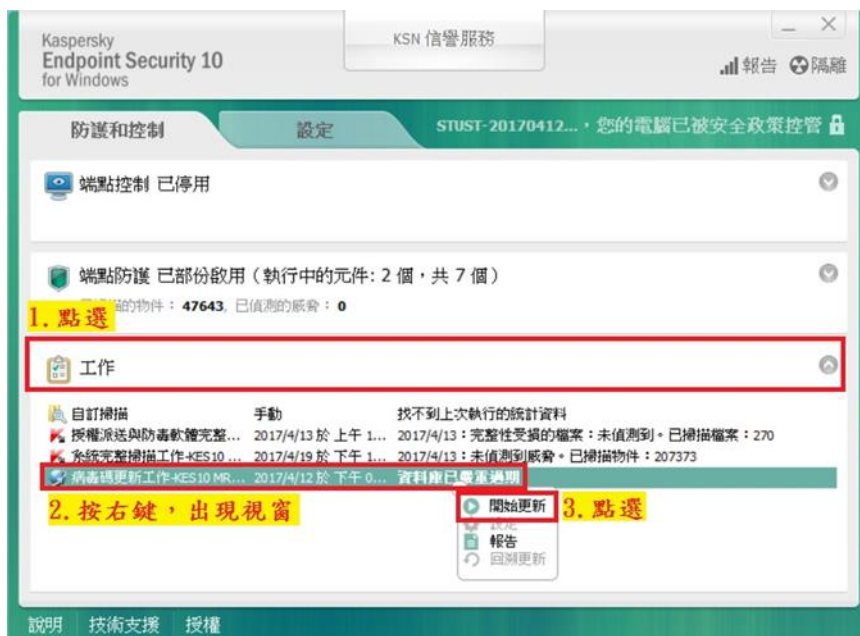 Kaspersky
Endpoint Security 10
for Windows
KSN 信譽服務
報告 隔離
防護和控制 設定 STUST-20170412...，您的電腦已被安全政策控管
端點控制 已停用
端點防護 已部份啟用（執行中的元件: 2 個，共 7 個）
描的物件： 47643, 已偵測的威脅： 0
1. 點選
工作
自訂掃描 手動 找不到上次執行的統計資料
授權派送與防毒軟體完整... 2017/4/13 於 上午 1... 2017/4/13：完整性受損的檔案：未偵測到。已掃描檔案：270
系統完整掃描工作-KES10 ... 2017/4/19 於 下午 1... 2017/4/13：未偵測到威脅。已掃描物件：207373
病毒碼更新工作-KES10 MR... 2017/4/12 於 下午 0... 資料庫已嚴重過期
2. 按右鍵，出現視窗
開始更新
3. 點選
設定
報告
回溯更新
說明 技術支援 授權